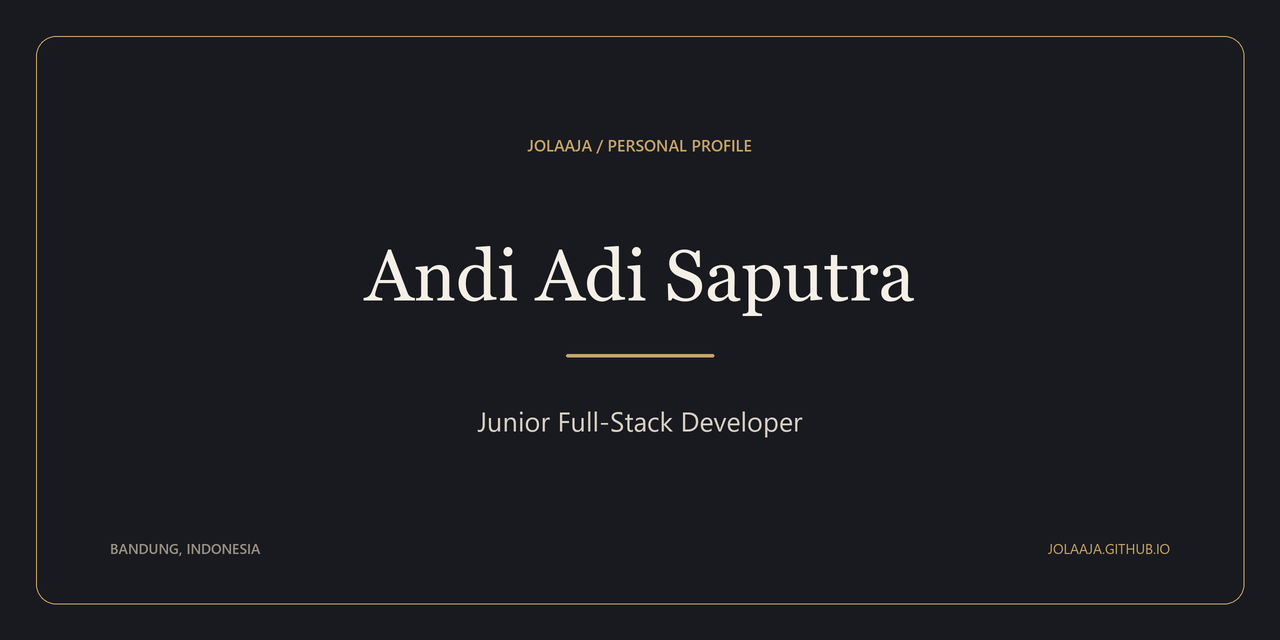 JOLAAJA / PERSONAL PROFILE
Andi Adi Saputra
Junior Full-Stack Developer
BANDUNG, INDONESIA
JOLAAJA.GITHUB.IO